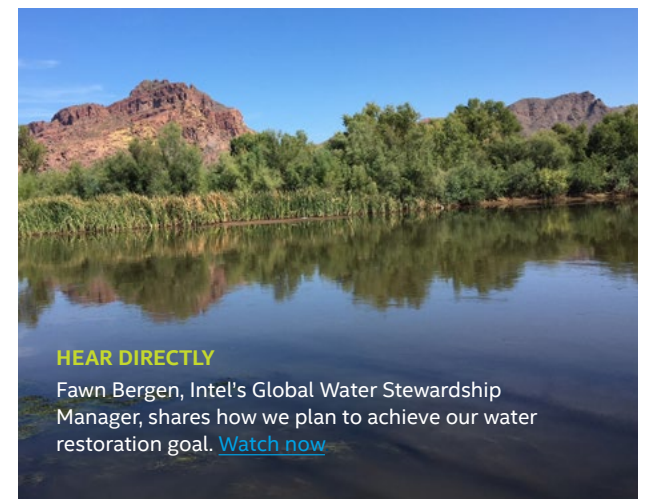 HEAR DIRECTLY
Fawn Bergen, Intel’s Global Water Stewardship
Manager, shares how we plan to achieve our water
restoration goal. Watch now